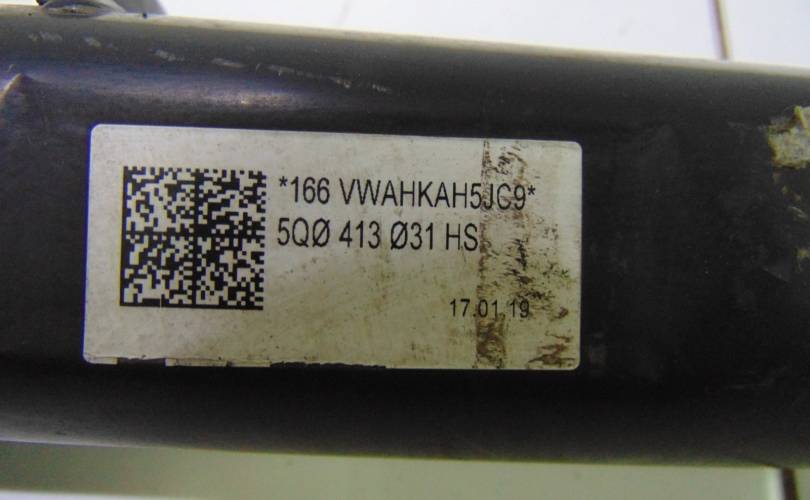 *166 VWAHKAH5JC9*
5QØ 413 Ø31 HS
17.01.19